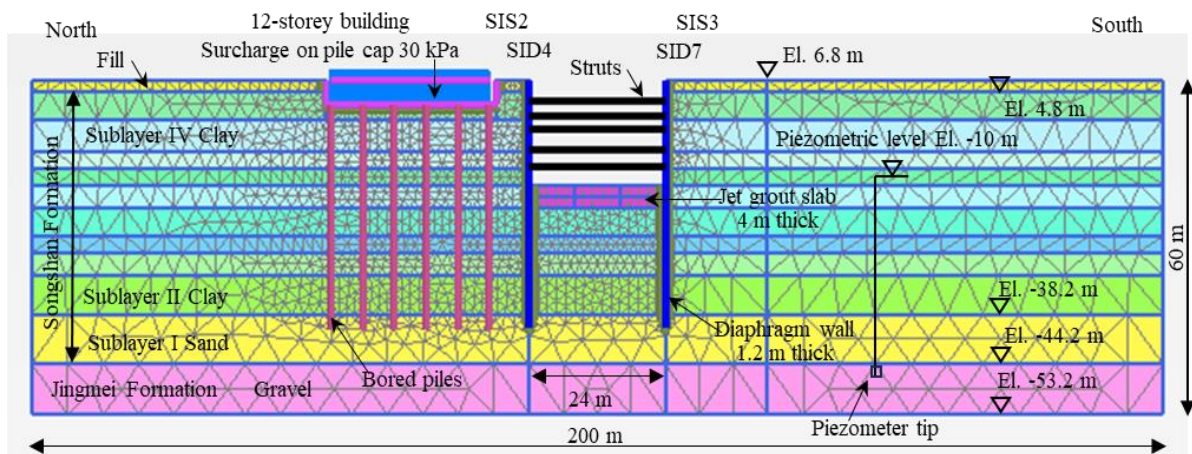 North
12-storey building
SIS2
SIS3
South
Surcharge on pile cap 30 kPa
SID4
SID7
El. 6.8 m
Fill
Struts
El. 4.8 m
Sublayer IV Clay
Piezometric level El. -10
Songshan Formation
Jet grout slab
4 m thick
60 m
Sublayer II Clay
El. -38.2 m
Sublayer I Sand
Diaphragm wall
1.2 m thick
El. -44.2 m
Bored piles
Jingmei Formation Gravel
24 m
El. -53.2 m
Piezometer tip
200 m